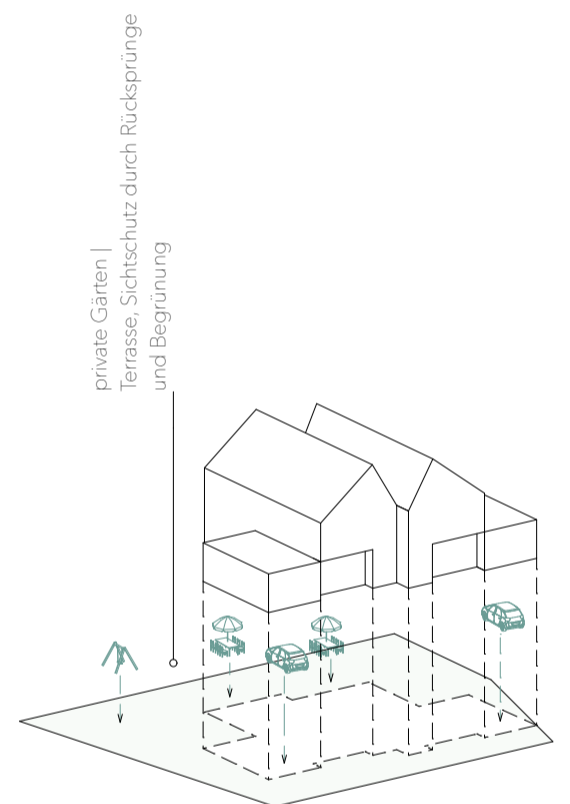 private Gärten |
Terrasse, Sichtschutz durch Rücksprünge
und Begrünung